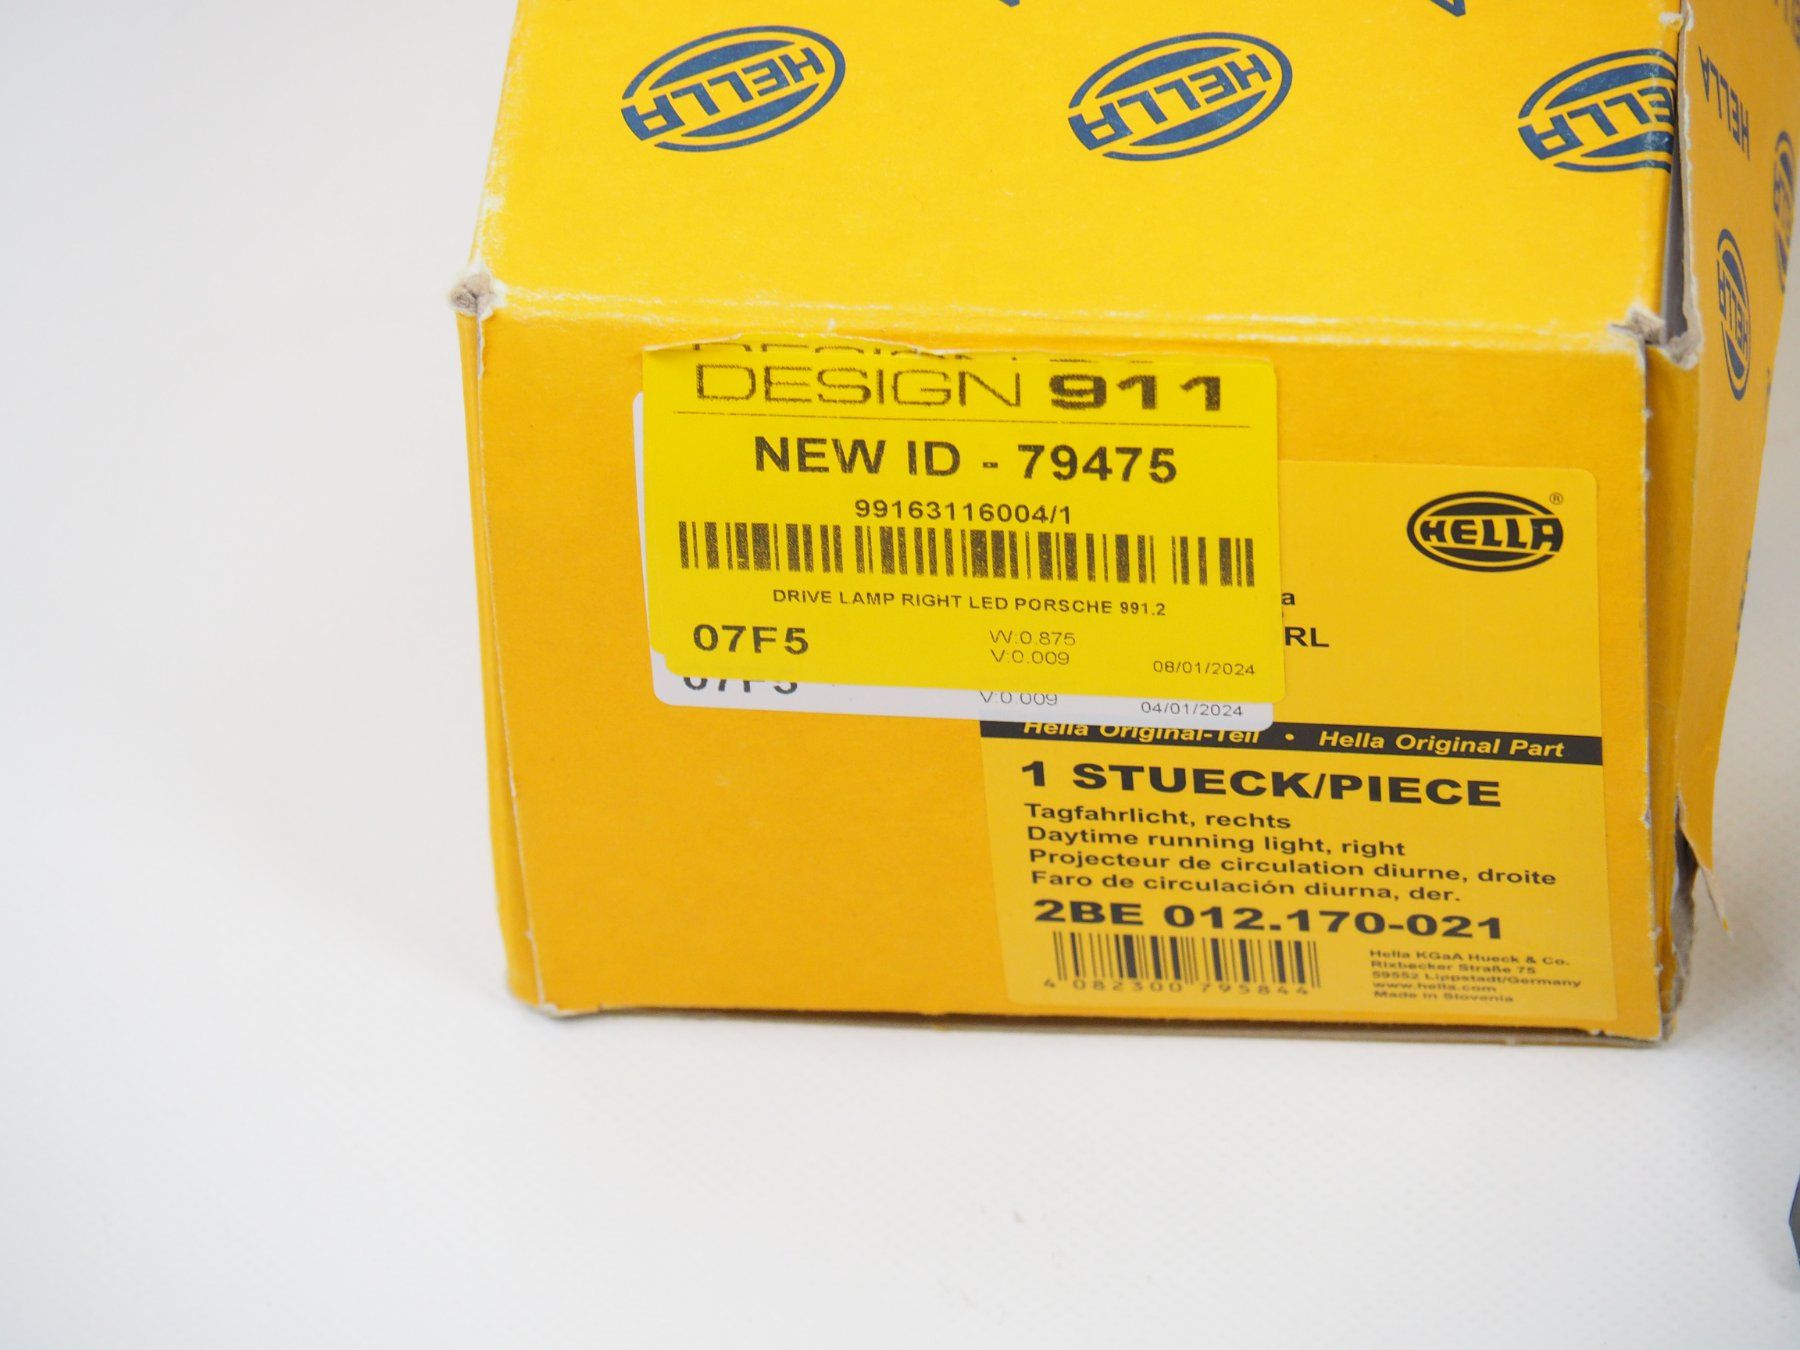 HELLA
HELLA
HELLA
HELLA
HELLA
DESIGN 911
NEW ID - 79475
99163116004/1
DRIVE LAMP RIGHT LED PORSCHE 991.2
07F5
W:0.875
V:0.009
08/01/2024
07F5
V:0.009
04/01/2024
HELLA
®
a
RL
Hella Original-Teil • Hella Original Part
1 STUECK/PIECE
Tagfahrlicht, rechts
Daytime running light, right
Projecteur de circulation diurne, droite
Faro de circulación diurna, der.
2BE 012.170-021
4 082300 795844
Hella KGaA Hueck & Co.
Rixbecker Straße 75
59552 Lippstadt/Germany
www.hella.com
Made in Slovenia